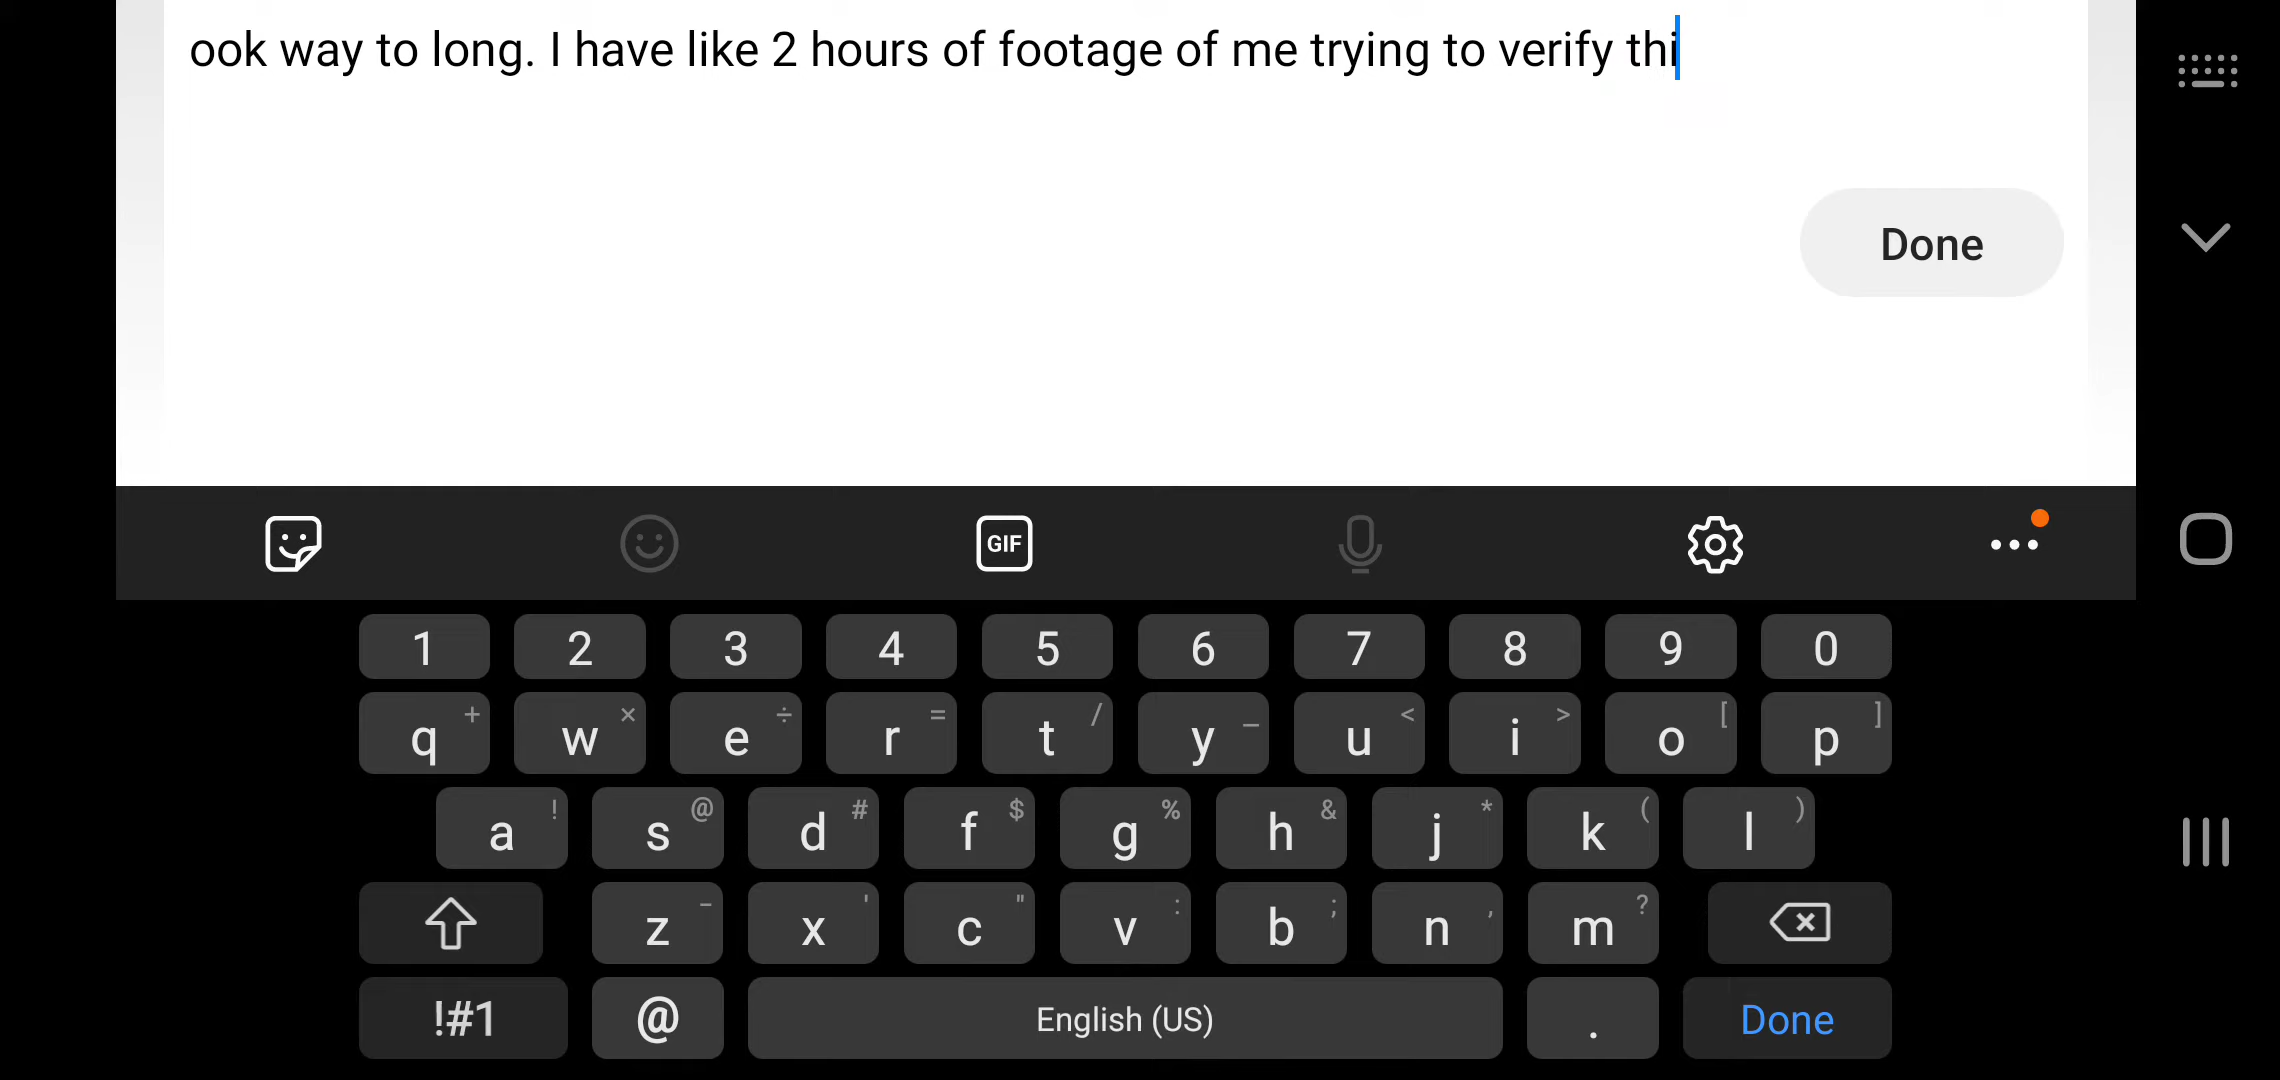 ook way to long. I have like 2 hours of footage of me trying to verify thi
Done
GIF
1 2 3 4 5 6 7 8 9 0
q + w × e ÷ r = t / y _ u < i > o [ p ]
a ! s @ d # f $ g % h & j * k ( l )
z - x ' c " v : b ; n , m ?
!#1 @ English (US) . Done